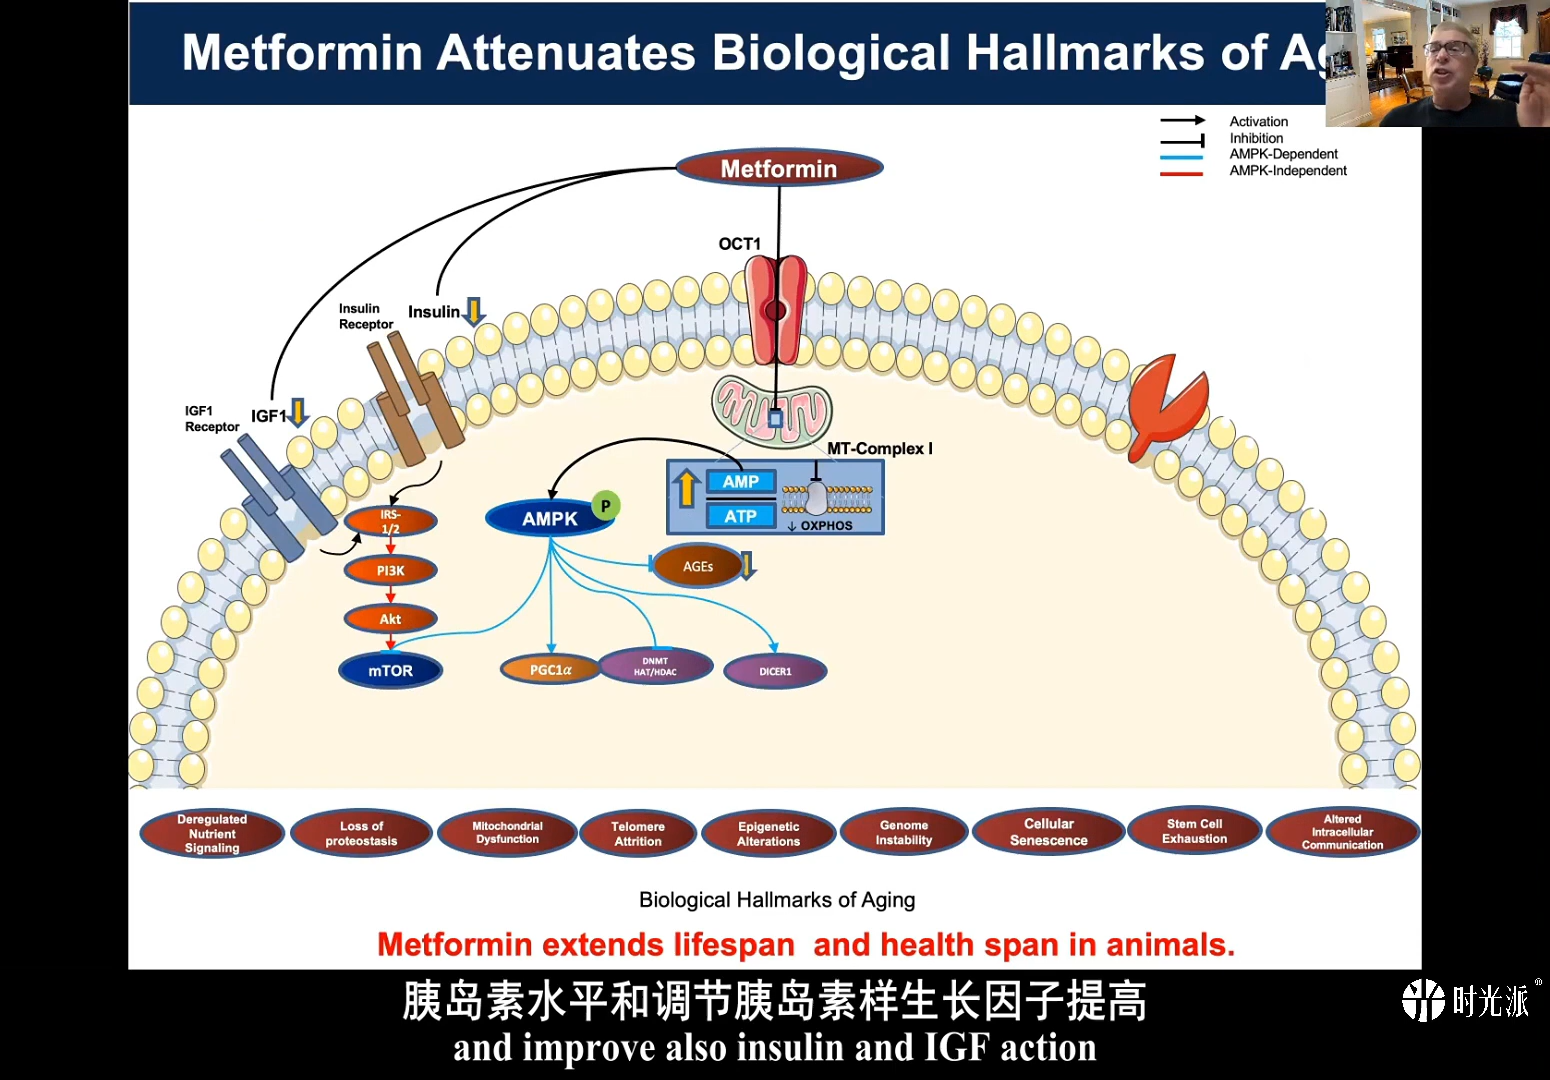 Metformin Attenuates Biological Hallmarks of Ag
Activation
Inhibition
AMPK-Dependent
AMPK-Independent
Metformin
OCT1
Insulin
Receptor
Insulin
IGF1
Receptor
IGF1
MT-Complex I
AMP
ATP
↓ OXPHOS
AMPK
P
IRS-
1/2
PI3K
Akt
mTOR
AGEs
PGC1α
DNMT
HAT/HDAC
DICER1
Deregulated
Nutrient
Signaling
Loss of
proteostasis
Mitochondrial
Dysfunction
Telomere
Attrition
Epigenetic
Alterations
Genome
Instability
Cellular
Senescence
Stem Cell
Exhaustion
Altered
Intracellular
Communication
Biological Hallmarks of Aging
Metformin extends lifespan and health span in animals.
胰岛素水平和调节胰岛素样生长因子提高
and improve also insulin and IGF action
时光派®